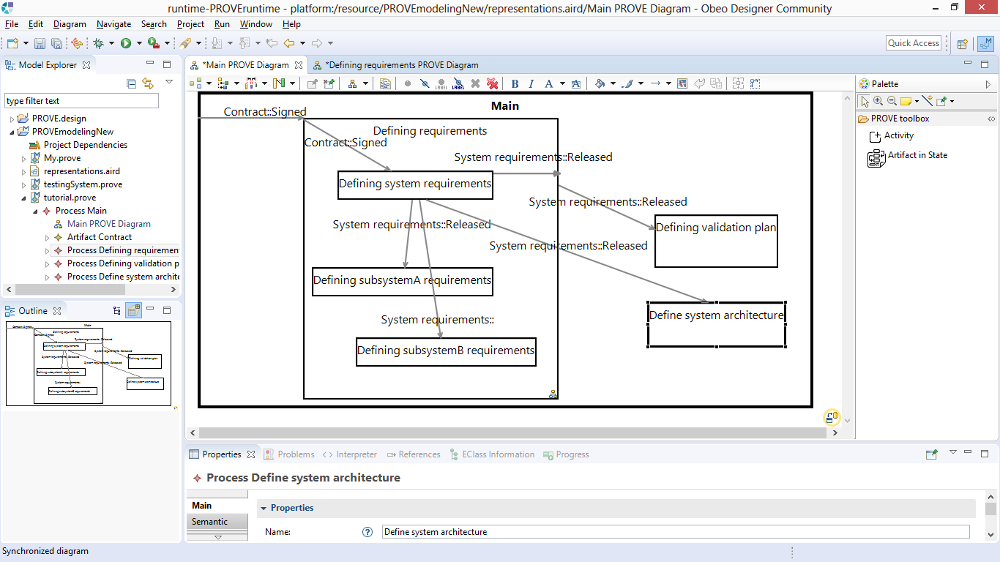 runtime-PROVEruntime - platform:/resource/PROVEmodelingNew/representations.aird/Main PROVE Diagram - Obeo Designer Community
File Edit Diagram Navigate Search Project Run Window Help
Quick Access
Model Explorer
type filter text
PROVE.design
PROVEmodelingNew
Project Dependencies
My.prove
representations.aird
testingSystem.prove
tutorial.prove
Process Main
Main PROVE Diagram
Artifact Contract
Process Defining requiremen
Process Defining validation p
Process Define system archite
Outline
*Main PROVE Diagram
*Defining requirements PROVE Diagram
LABEL LABEL B I A A
Main
Contract::Signed
Defining requirements
Contract::Signed
System requirements::Released
Defining system requirements
System requirements::Released
System requirements::Released
Defining validation plan
System requirements::Released
Defining subsystemA requirements
Define system architecture
System requirements::
Defining subsystemB requirements
Palette
PROVE toolbox
Activity
Artifact in State
Properties Problems Interpreter References EClass Information Progress
Process Define system architecture
Main
Semantic
Properties
Name: Define system architecture
Synchronized diagram